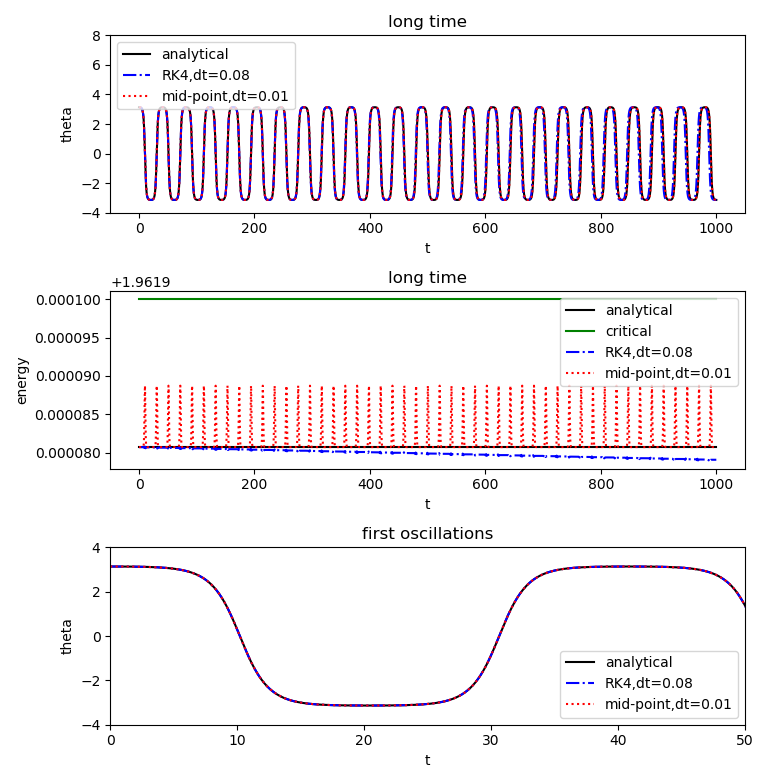 long time
8
6
4
2
0
−2
−4
theta
analytical
RK4,dt=0.08
mid-point,dt=0.01
0
200
400
600
800
1000
t
long time
+1.9619
0.000100
0.000095
0.000090
0.000085
0.000080
energy
analytical
critical
RK4,dt=0.08
mid-point,dt=0.01
0
200
400
600
800
1000
t
first oscillations
4
2
0
−2
−4
theta
analytical
RK4,dt=0.08
mid-point,dt=0.01
0
10
20
30
40
50
t